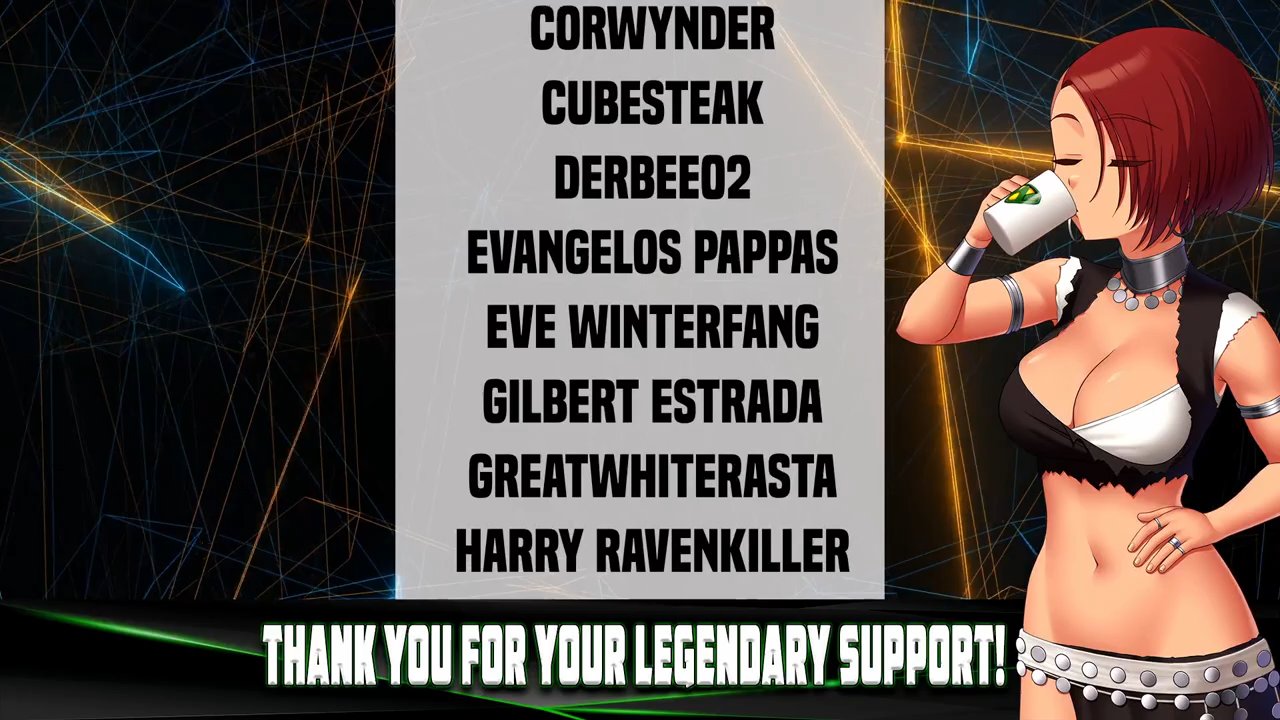 CORWYNDER
CUBESTEAK
DERBEE02
EVANGELOS PAPPAS
EVE WINTERFANG
GILBERT ESTRADA
GREATWHITERASTA
HARRY RAVENKILLER
THANK YOU FOR YOUR LEGENDARY SUPPORT!